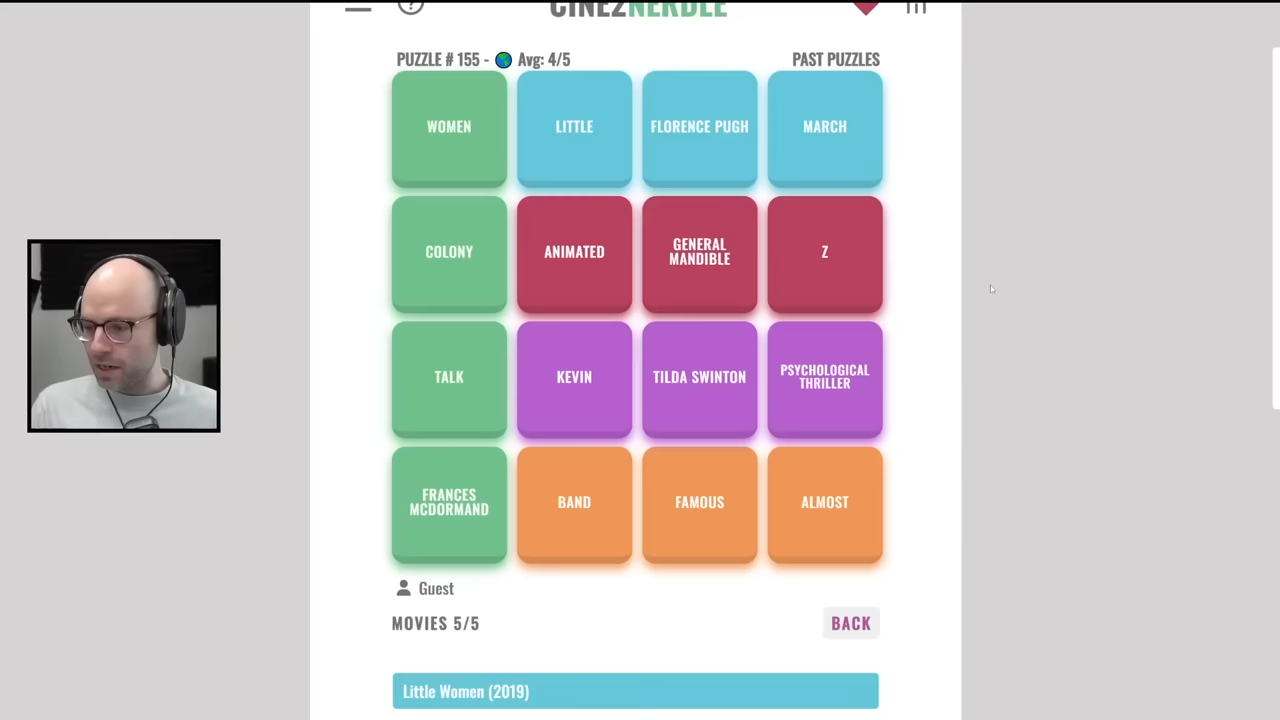 CINE2NERDLE
PUZZLE # 155 - Avg: 4/5
PAST PUZZLES
WOMEN
LITTLE
FLORENCE PUGH
MARCH
COLONY
ANIMATED
GENERAL
MANDIBLE
Z
TALK
KEVIN
TILDA SWINTON
PSYCHOLOGICAL
THRILLER
FRANCES
MCDORMAND
BAND
FAMOUS
ALMOST
Guest
MOVIES 5/5
BACK
Little Women (2019)